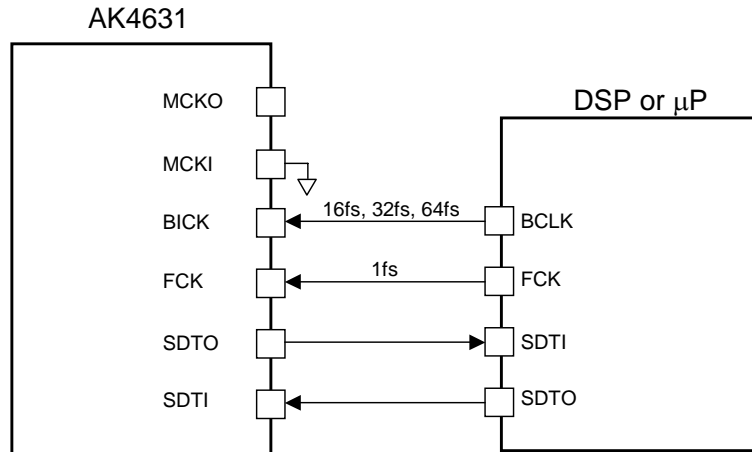 AK4631
DSP or μP
MCKO
MCKI
BICK
16fs, 32fs, 64fs
BCLK
FCK
1fs
FCK
SDTO
SDTI
SDTI
SDTO